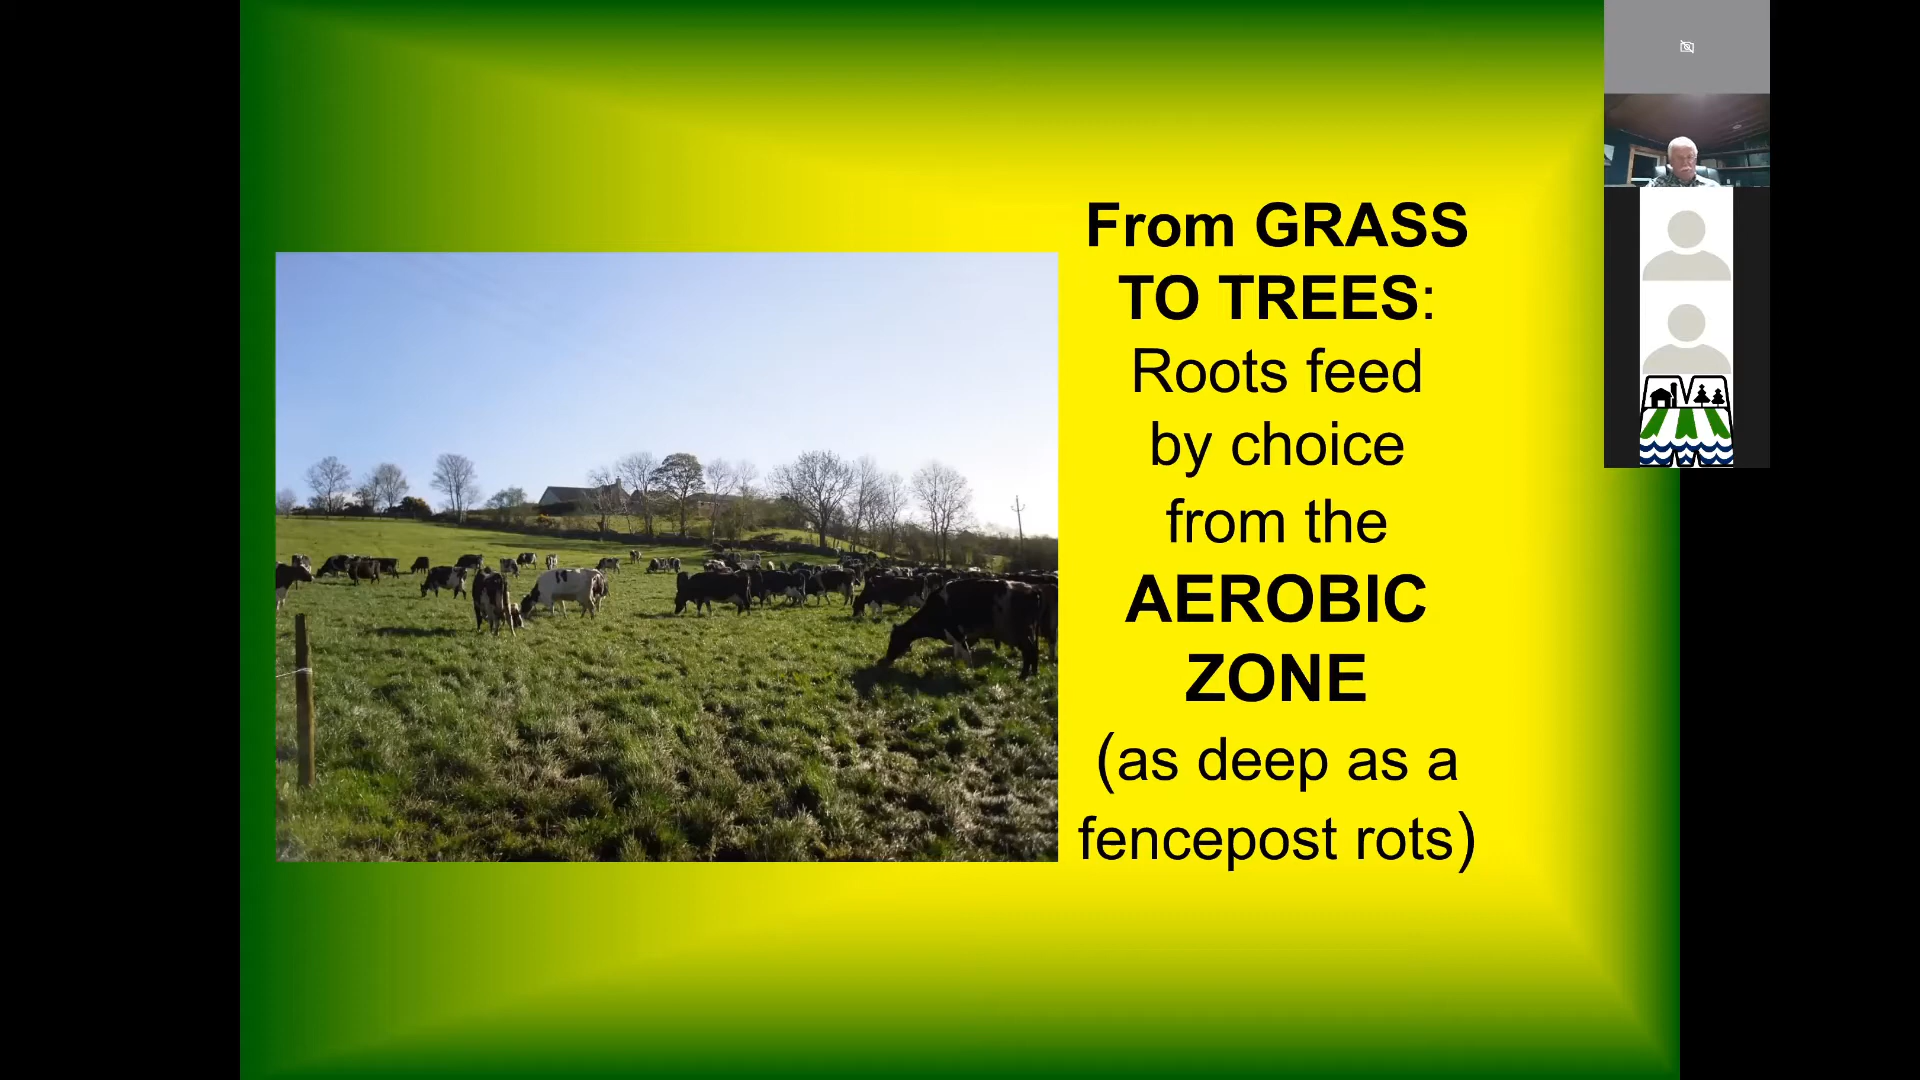 From GRASS
TO TREES:
Roots feed
by choice
from the
AEROBIC
ZONE
(as deep as a
fencepost rots)